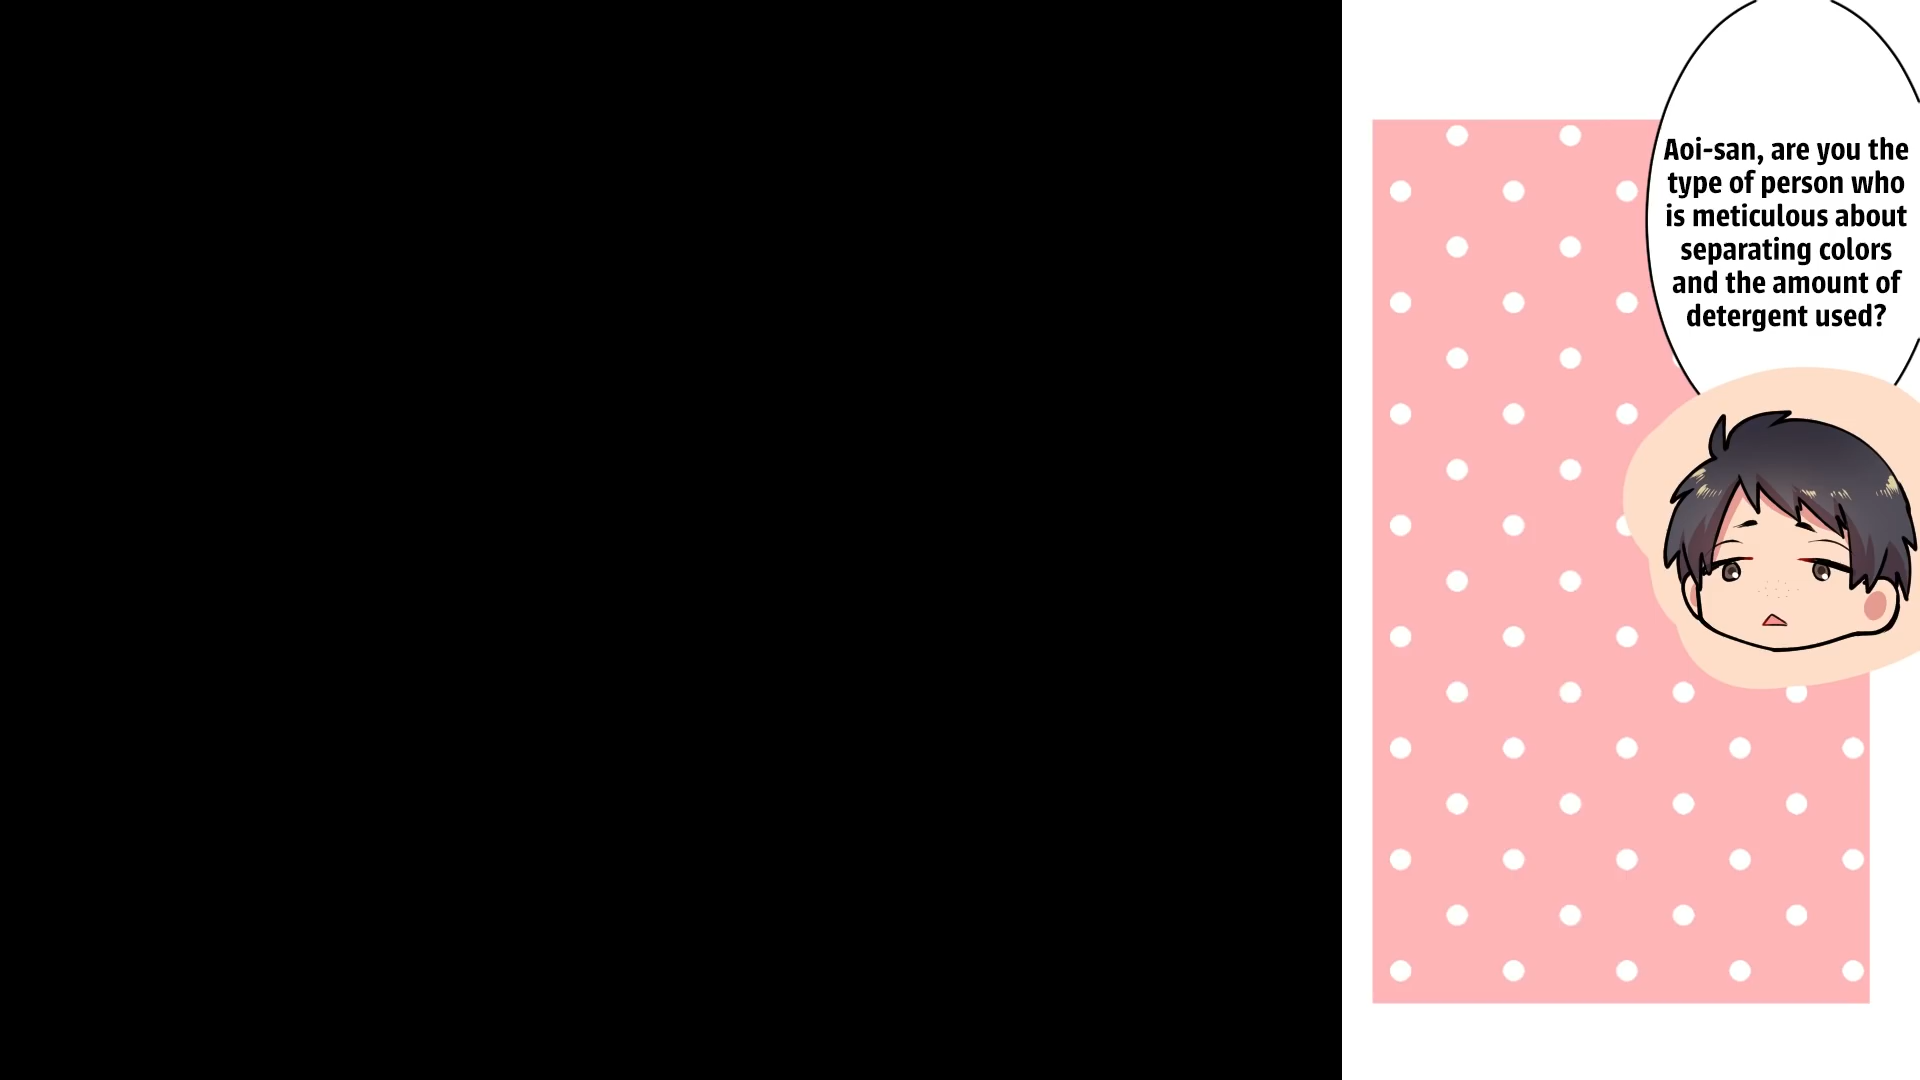 Aoi-san, are you the
type of person who
is meticulous about
separating colors
and the amount of
detergent used?